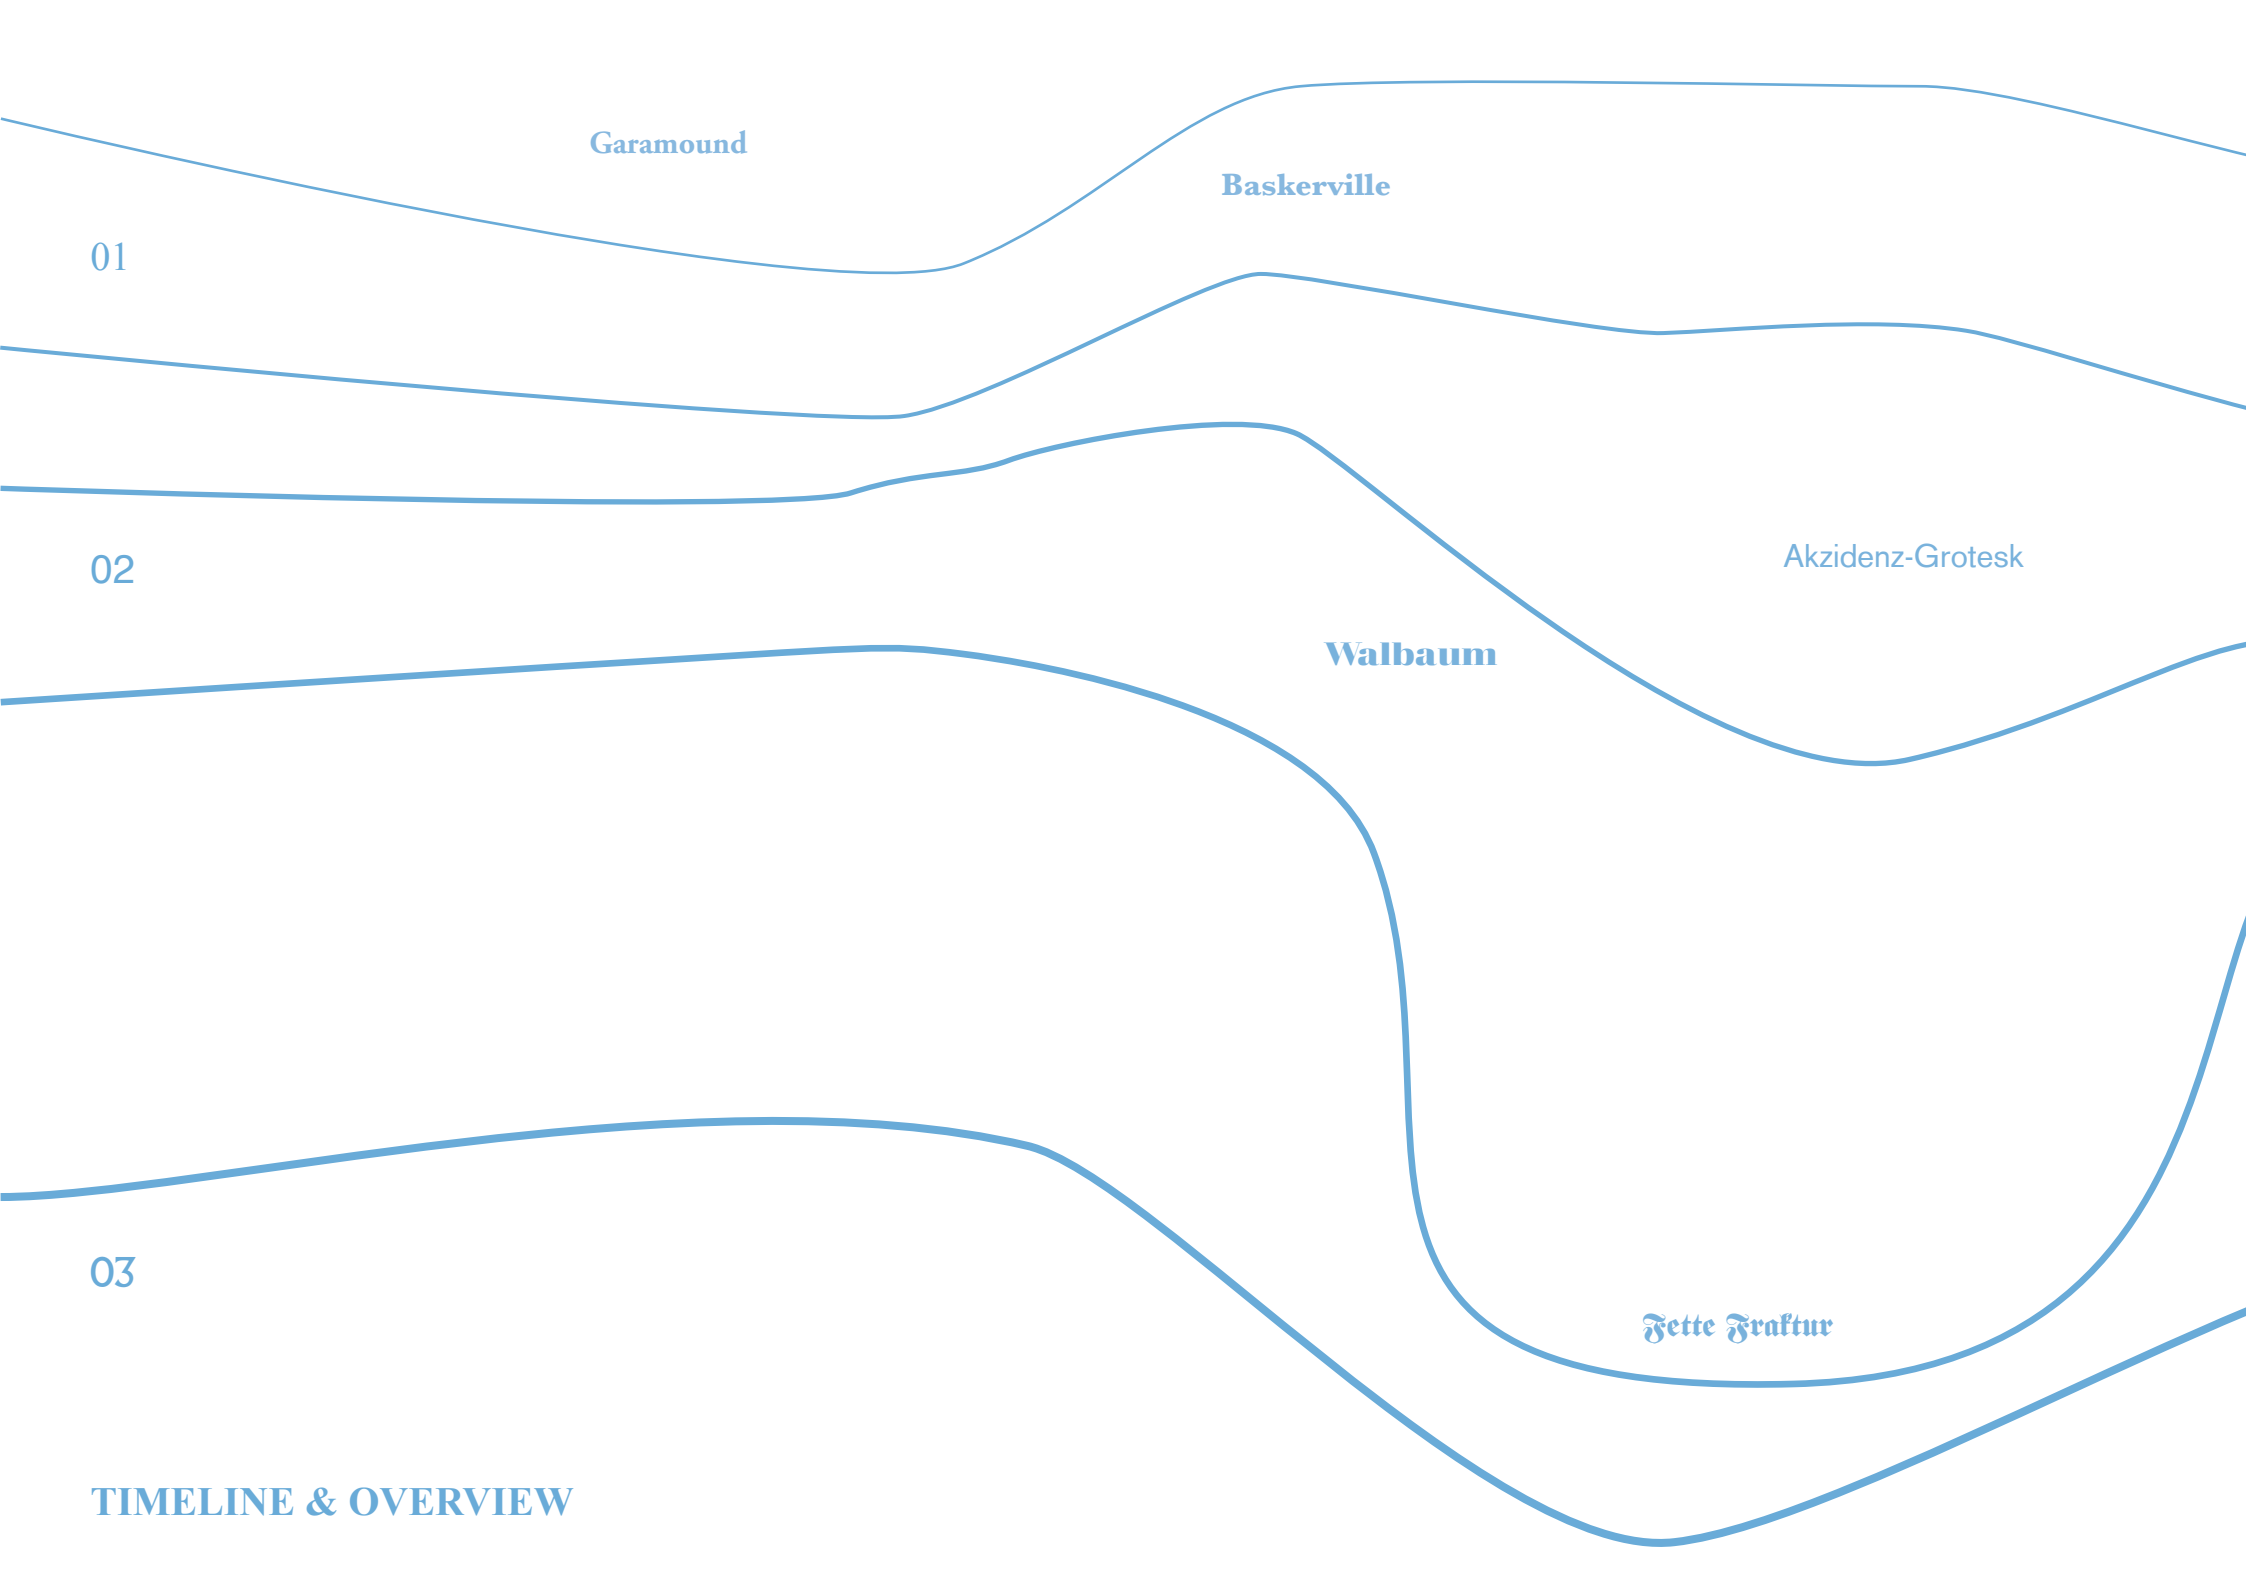 Garamound
Baskerville
01
02
Akzidenz-Grotesk
Walbaum
03
Fette Fraktur
TIMELINE & OVERVIEW